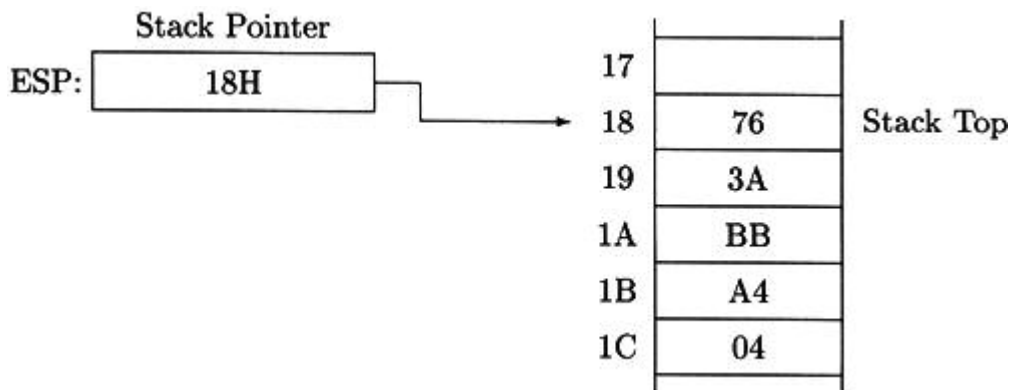 Stack Pointer
ESP: 18H
17
18 76 Stack Top
19 3A
1A BB
1B A4
1C 04